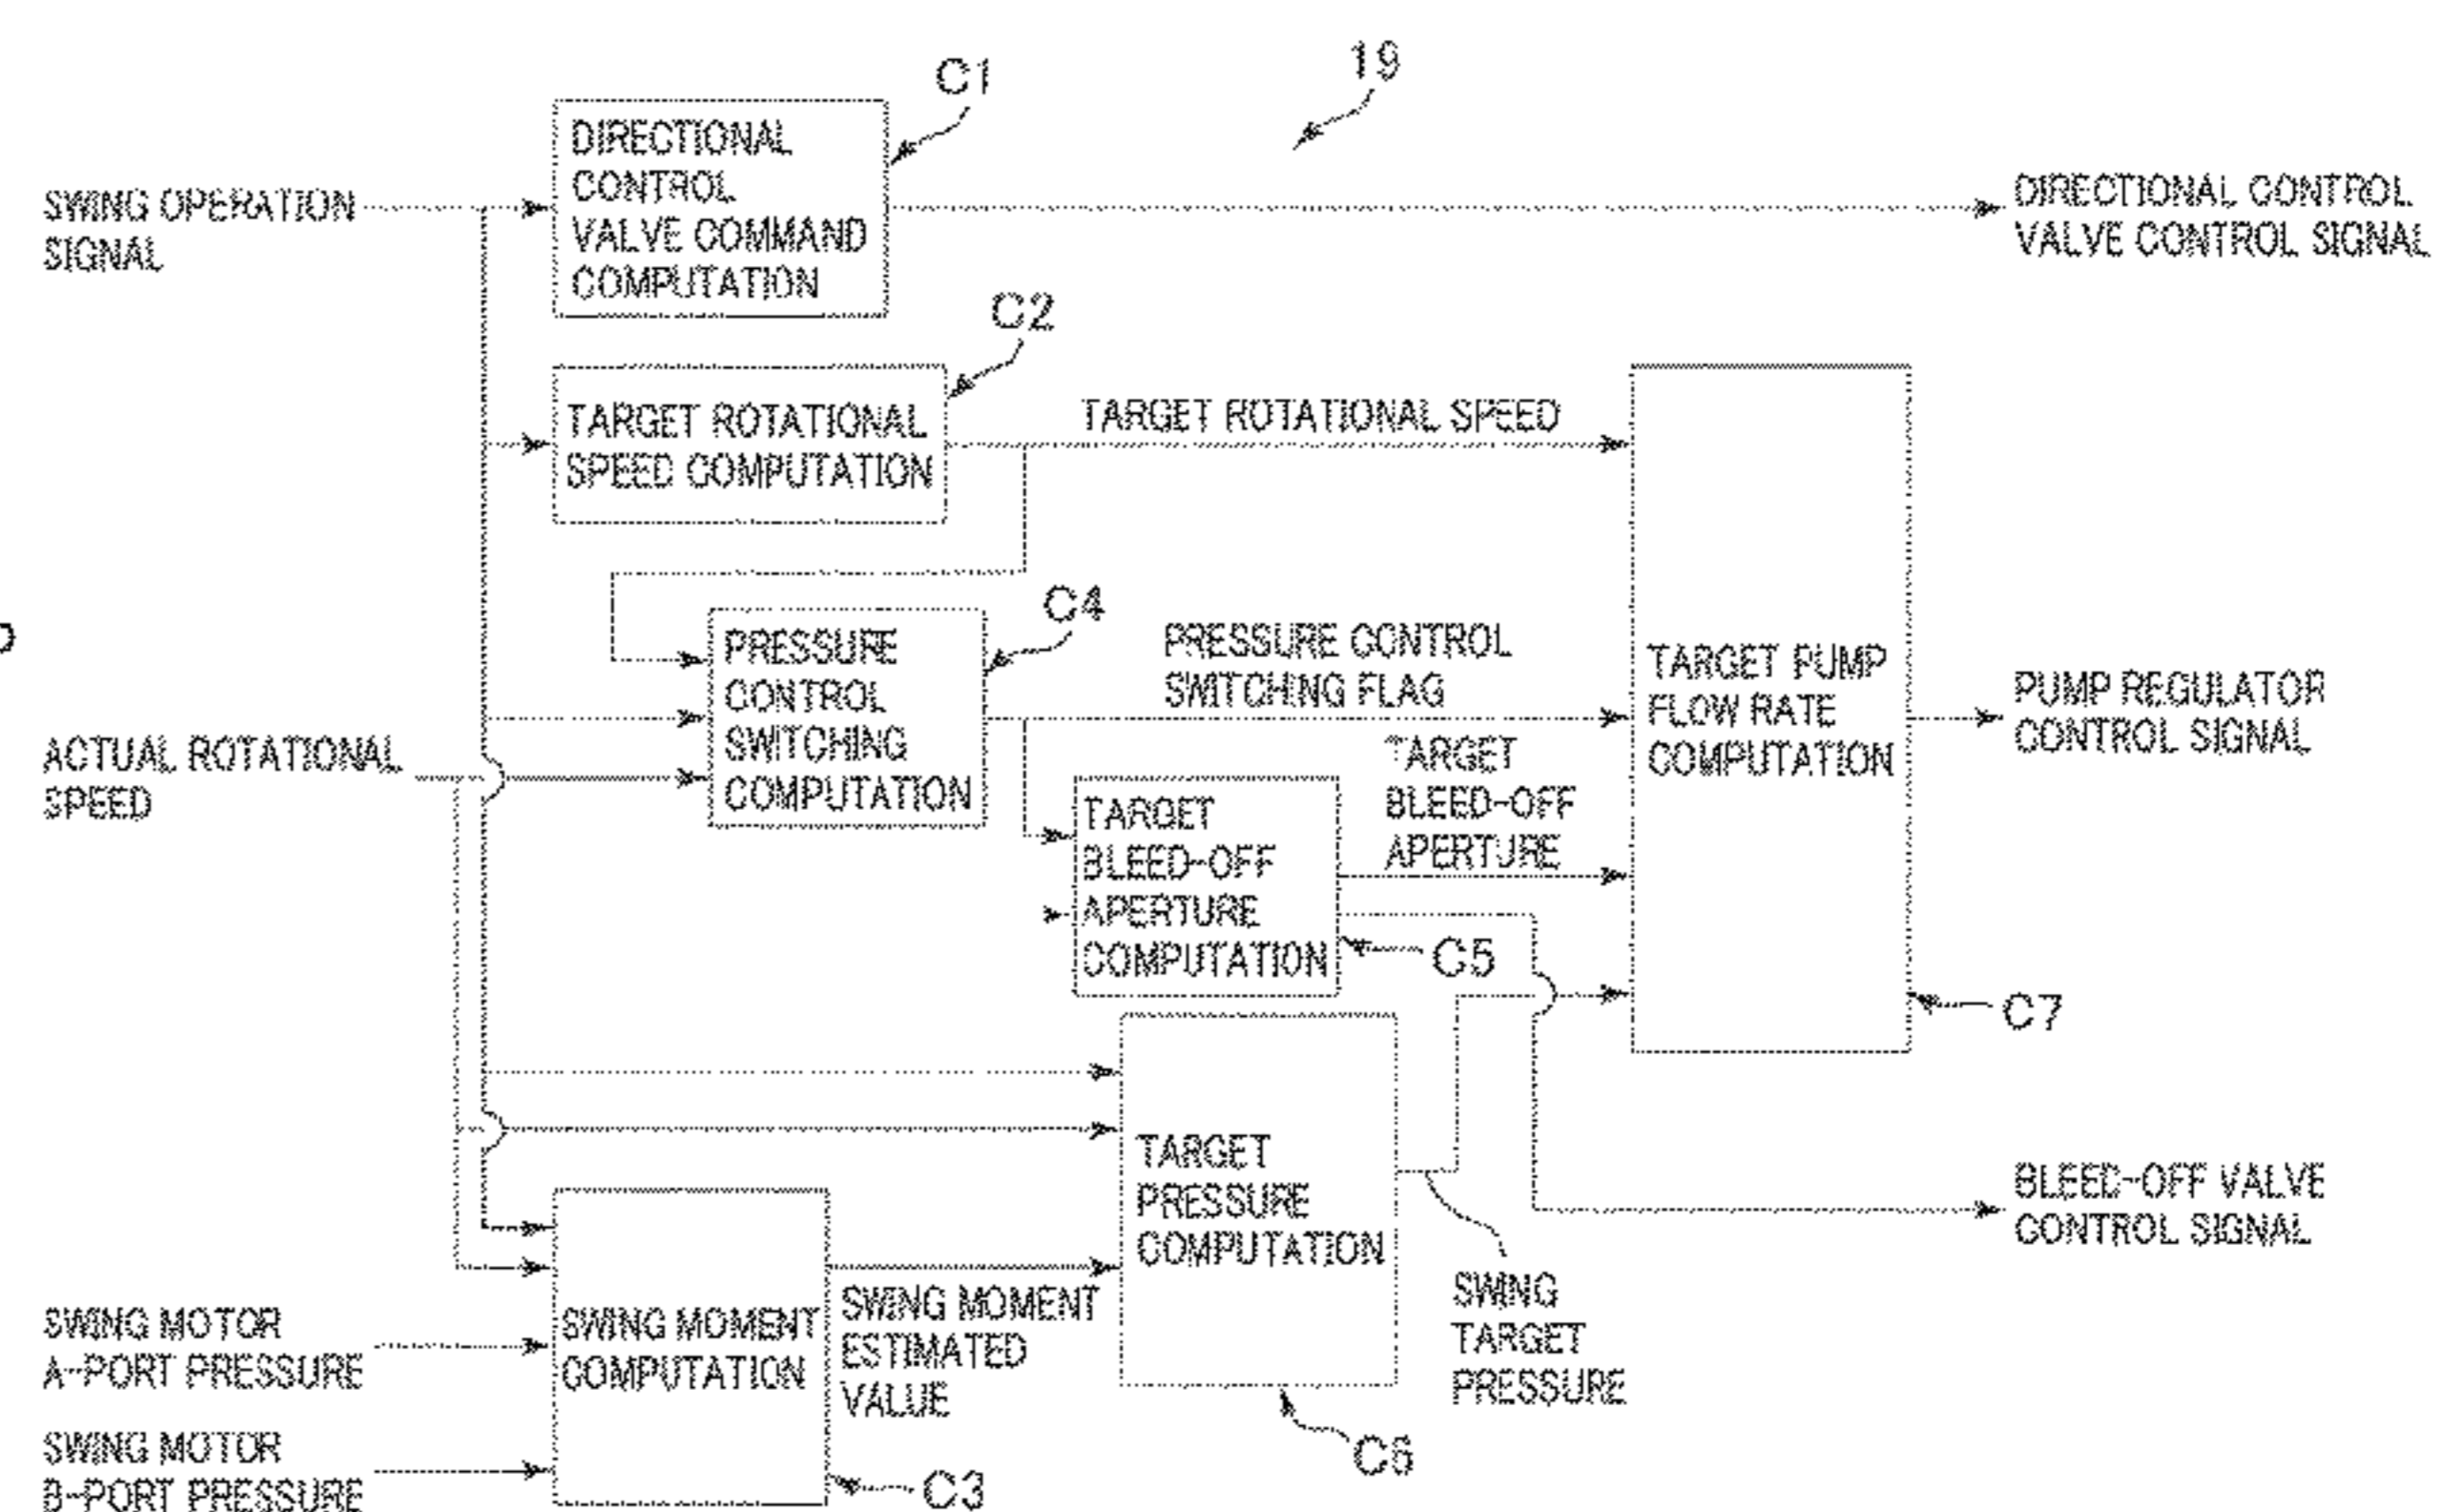 19
C1
DIRECTIONAL
CONTROL
VALVE COMMAND
COMPUTATION
SWING OPERATION
SIGNAL
DIRECTIONAL CONTROL
VALVE CONTROL SIGNAL
C2
TARGET ROTATIONAL
SPEED COMPUTATION
TARGET ROTATIONAL SPEED
C4
PRESSURE
CONTROL
SWITCHING
COMPUTATION
PRESSURE CONTROL
SWITCHING FLAG
TARGET PUMP
FLOW RATE
COMPUTATION
PUMP REGULATOR
CONTROL SIGNAL
ACTUAL ROTATIONAL
SPEED
TARGET
BLEED-OFF
APERTURE
TARGET
BLEED-OFF
APERTURE
COMPUTATION
C5
C7
TARGET
PRESSURE
COMPUTATION
BLEED-OFF VALVE
CONTROL SIGNAL
SWING
TARGET
PRESSURE
SWING MOTOR
A-PORT PRESSURE
SWING MOMENT
COMPUTATION
SWING MOMENT
ESTIMATED
VALUE
C6
SWING MOTOR
B-PORT PRESSURE
C3